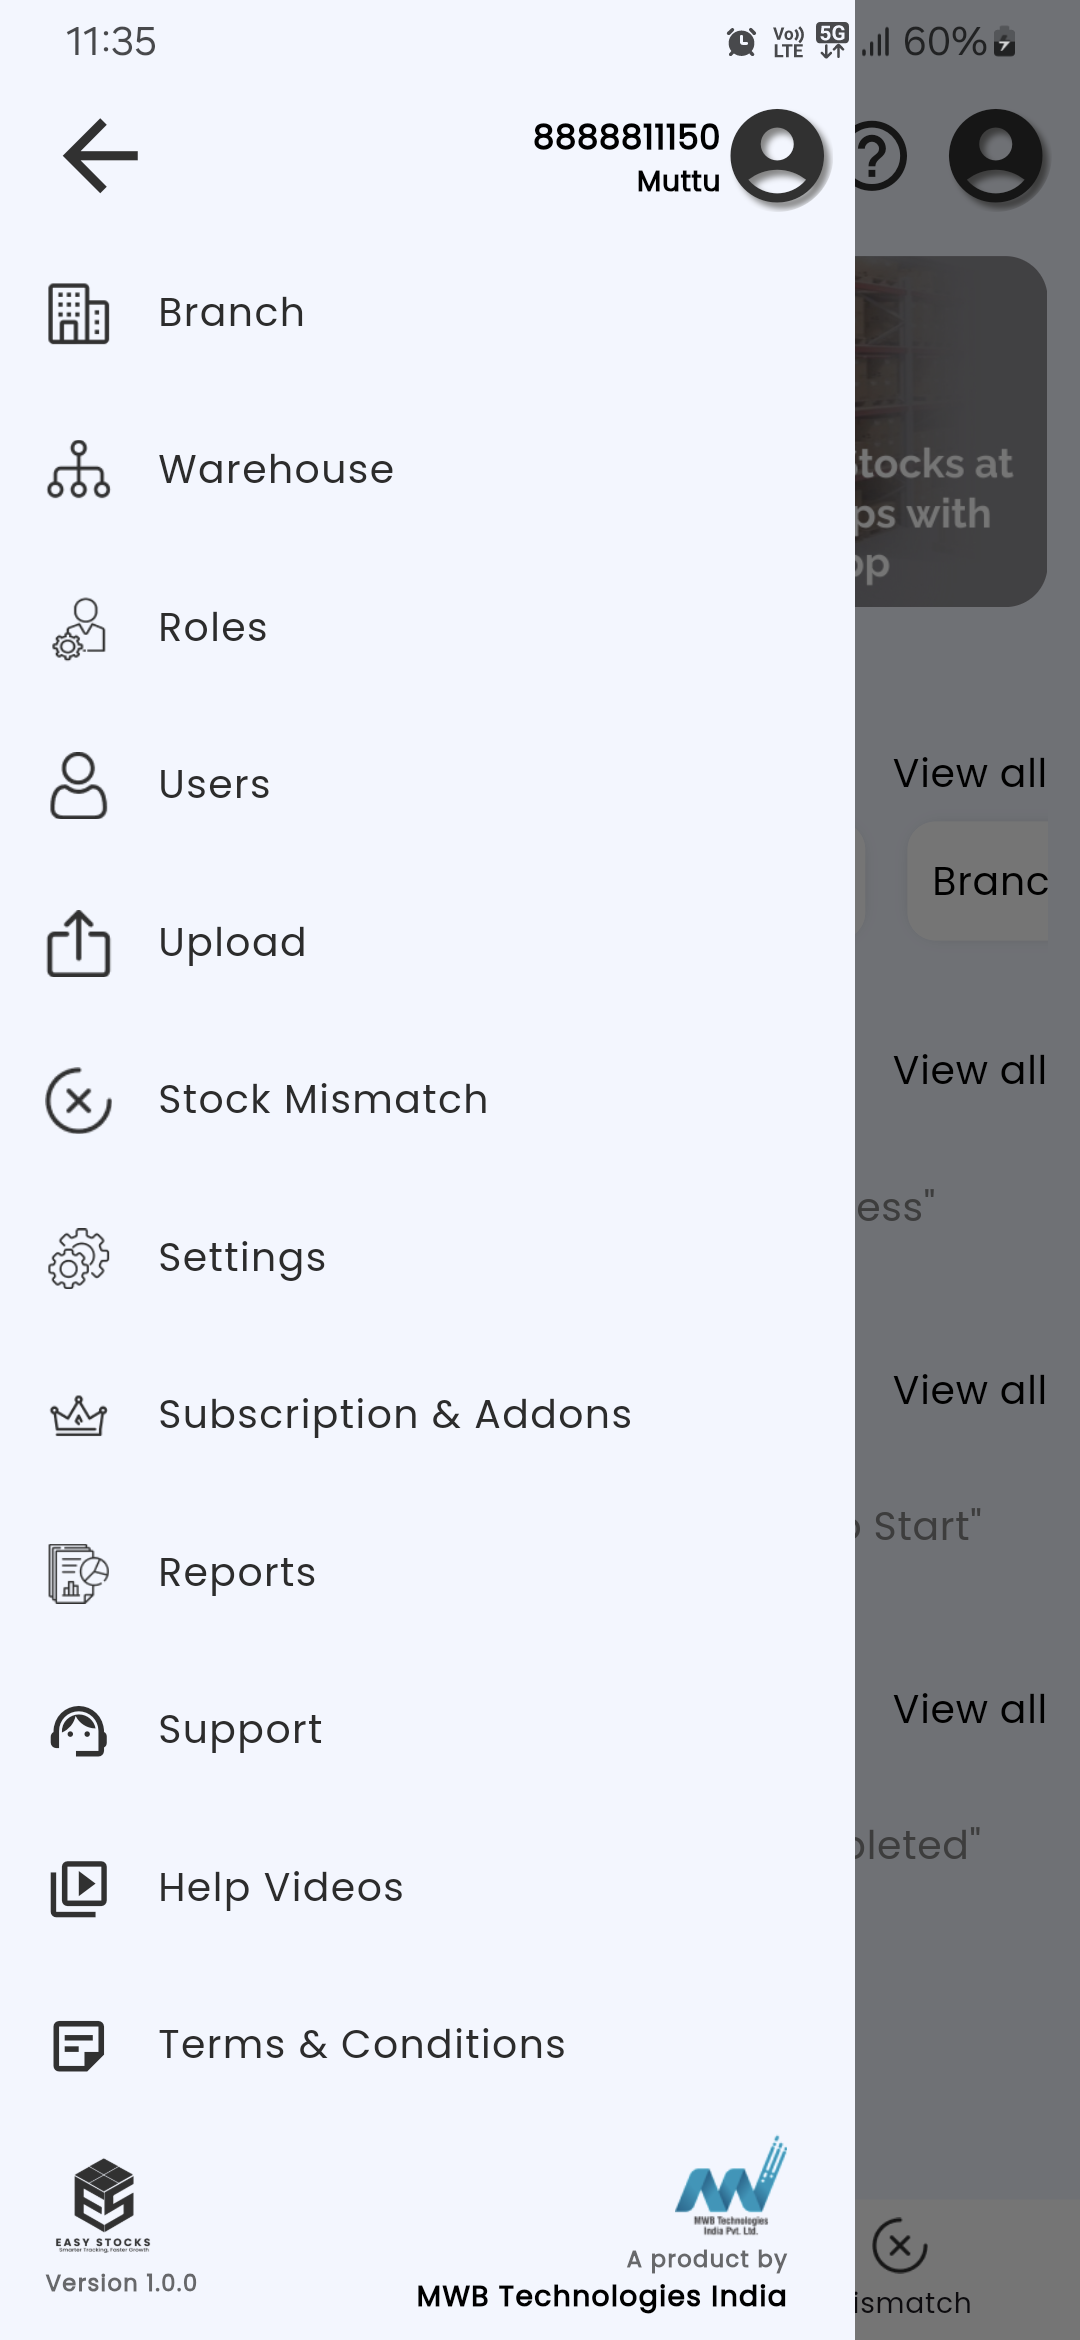 11:35
Vo))
LTE
5G
60%
8888811150
Muttu
Branch
Warehouse
Roles
Users
Upload
Stock Mismatch
Settings
Subscription & Addons
Reports
Support
Help Videos
Terms & Conditions
EASY STOCKS
Smarter Tracking, Faster Growth
Version 1.0.0
MWB Technologies
India Pvt. Ltd.
A product by
MWB Technologies India
tocks at
ps with
pp
View all
Branc
View all
ess"
View all
Start"
View all
pleted"
ismatch